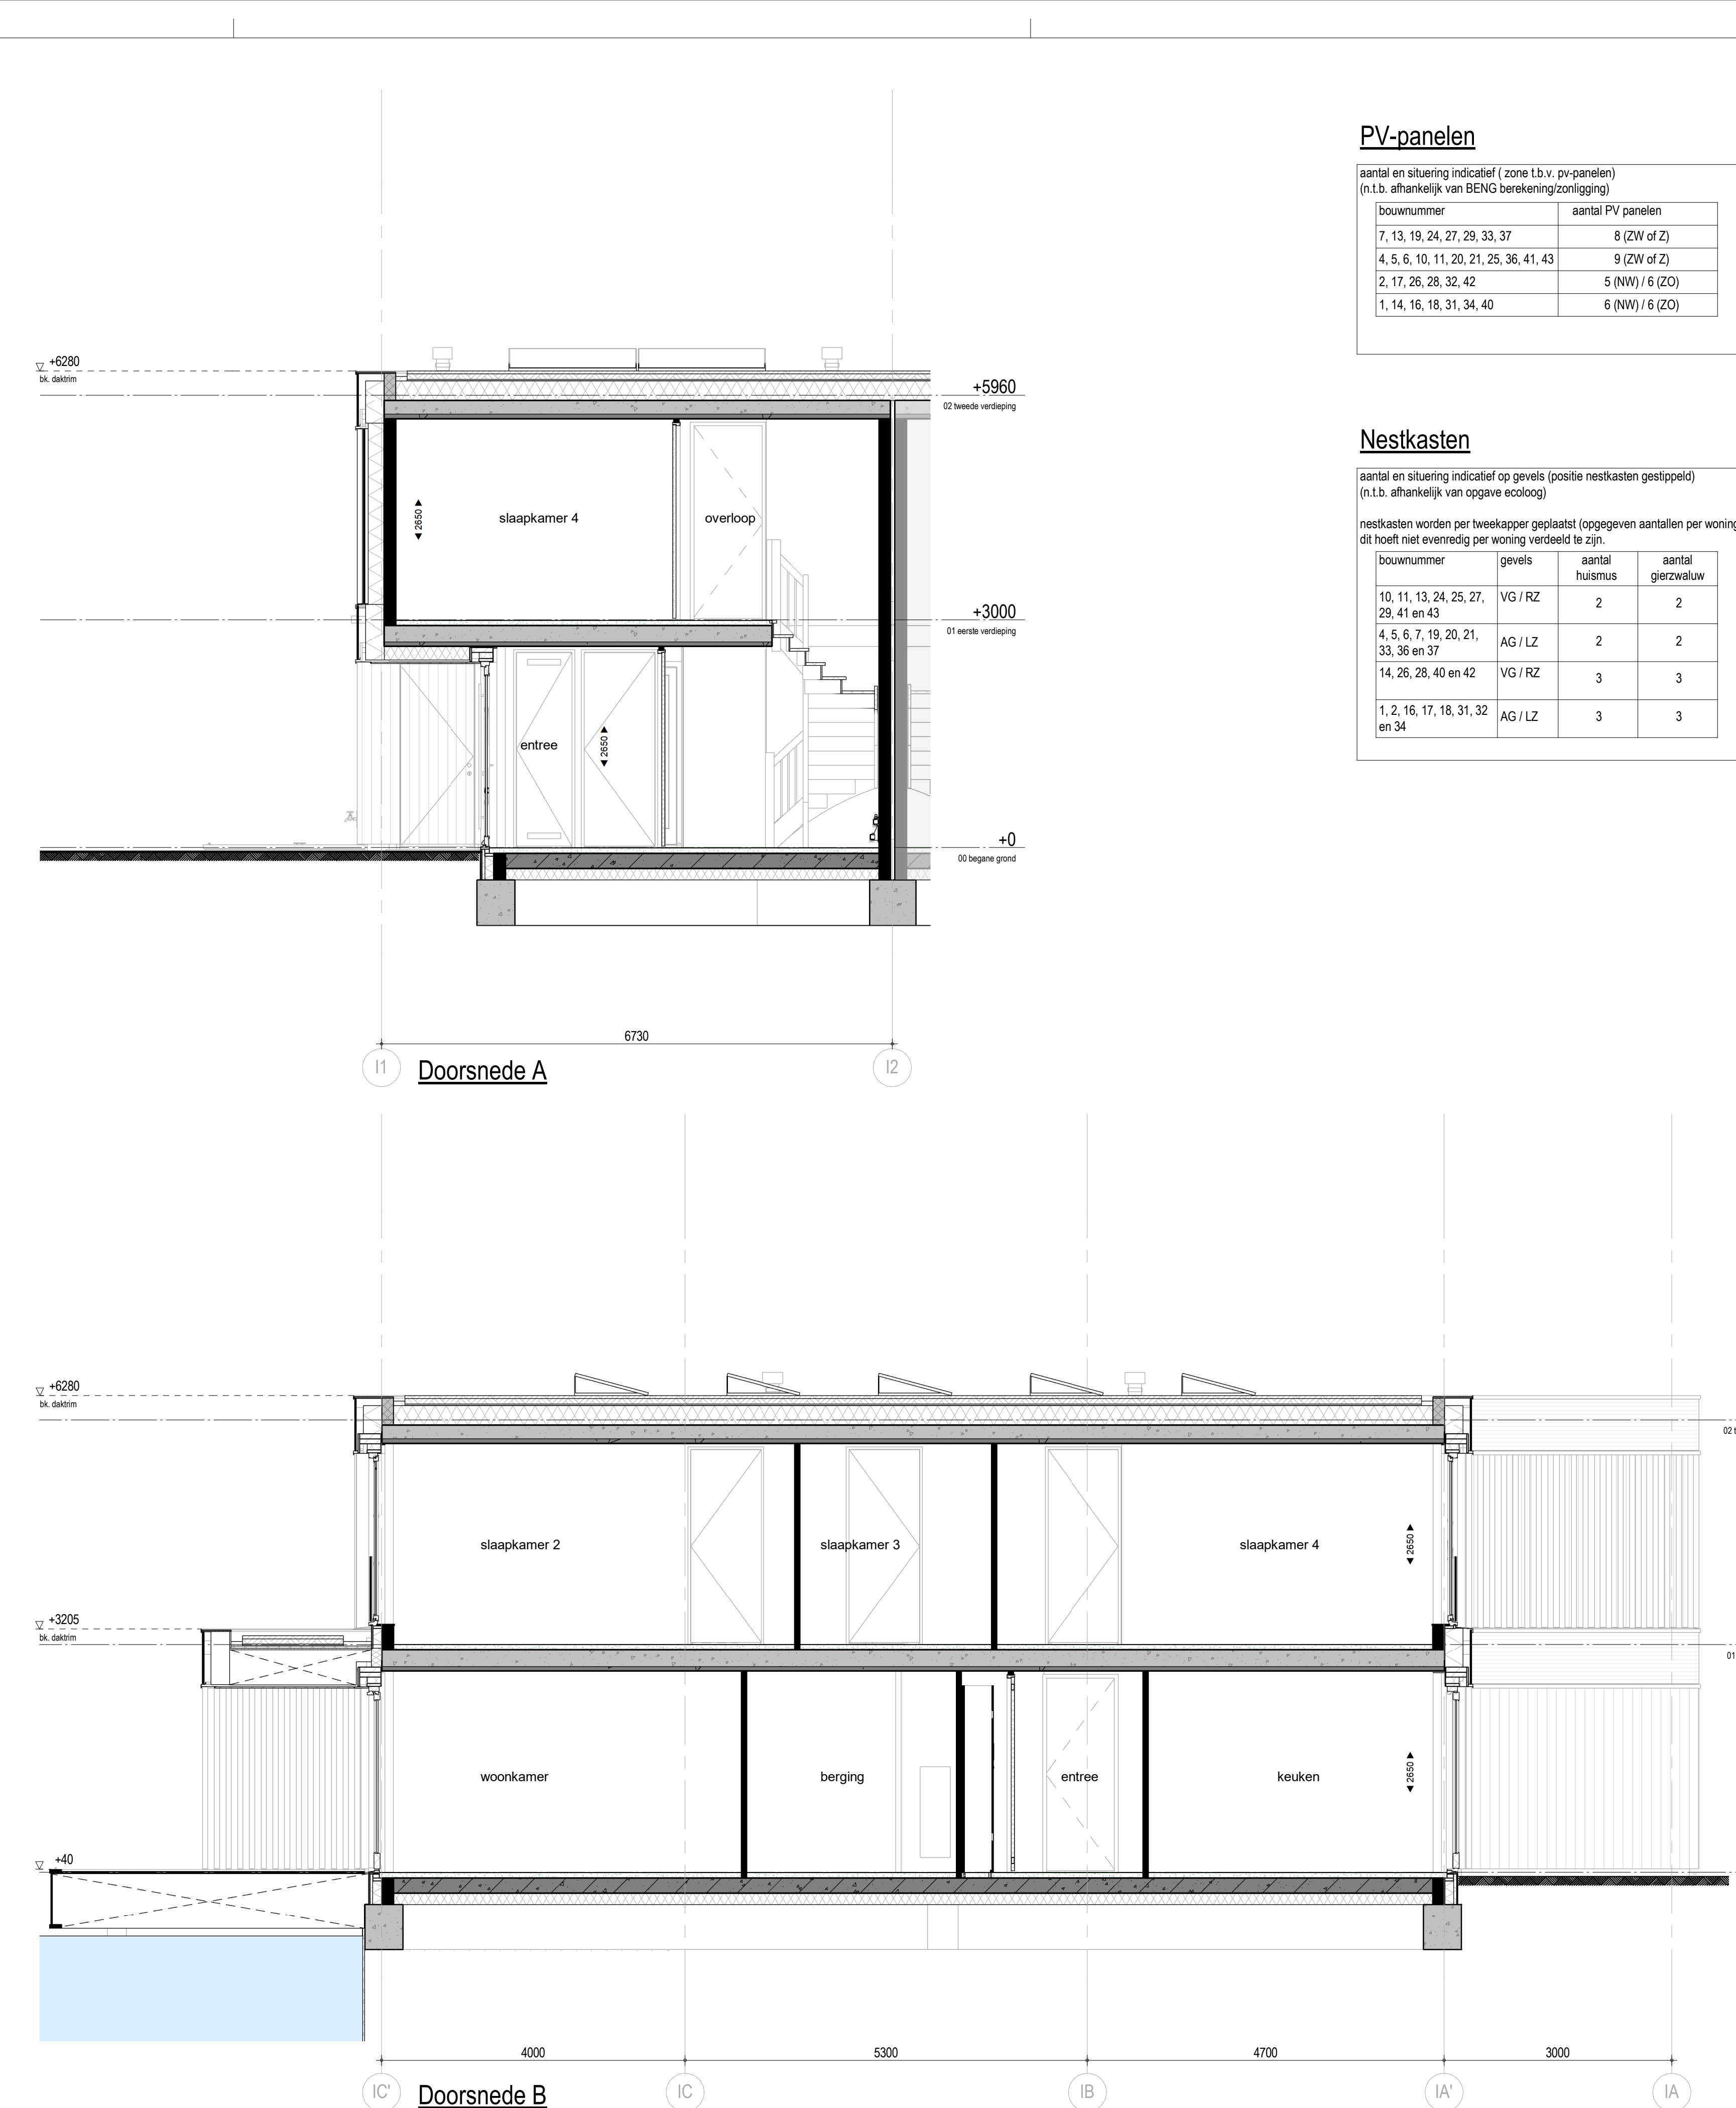 PV-panelen
aantal en situering indicatief ( zone t.b.v. pv-panelen)
(n.t.b. afhankelijk van BENG berekening/zonligging)
bouwnummer aantal PV panelen
7, 13, 19, 24, 27, 29, 33, 37 8 (ZW of Z)
4, 5, 6, 10, 11, 20, 21, 25, 36, 41, 43 9 (ZW of Z)
2, 17, 26, 28, 32, 42 5 (NW) / 6 (ZO)
1, 14, 16, 18, 31, 34, 40 6 (NW) / 6 (ZO)
Nestkasten
aantal en situering indicatief op gevels (positie nestkasten gestippeld)
(n.t.b. afhankelijk van opgave ecoloog)
nestkasten worden per tweekapper geplaatst (opgegeven aantallen per woning
dit hoeft niet evenredig per woning verdeeld te zijn.
bouwnummer gevels aantal huismus aantal gierzwaluw
10, 11, 13, 24, 25, 27, VG / RZ 2 2
29, 41 en 43
4, 5, 6, 7, 19, 20, 21, AG / LZ 2 2
33, 36 en 37
14, 26, 28, 40 en 42 VG / RZ 3 3
1, 2, 16, 17, 18, 31, 32 AG / LZ 3 3
en 34
+6280
bk. daktrim
+5960
02 tweede verdieping
2650
slaapkamer 4
overloop
+3000
01 eerste verdieping
entree
2650
+0
00 begane grond
6730
I1
Doorsnede A
I2
+6280
bk. daktrim
02 t
slaapkamer 2
slaapkamer 3
slaapkamer 4
2650
+3205
bk. daktrim
01
woonkamer
berging
entree
keuken
2650
+40
4000
5300
4700
3000
IC'
Doorsnede B
IC
IB
IA'
IA